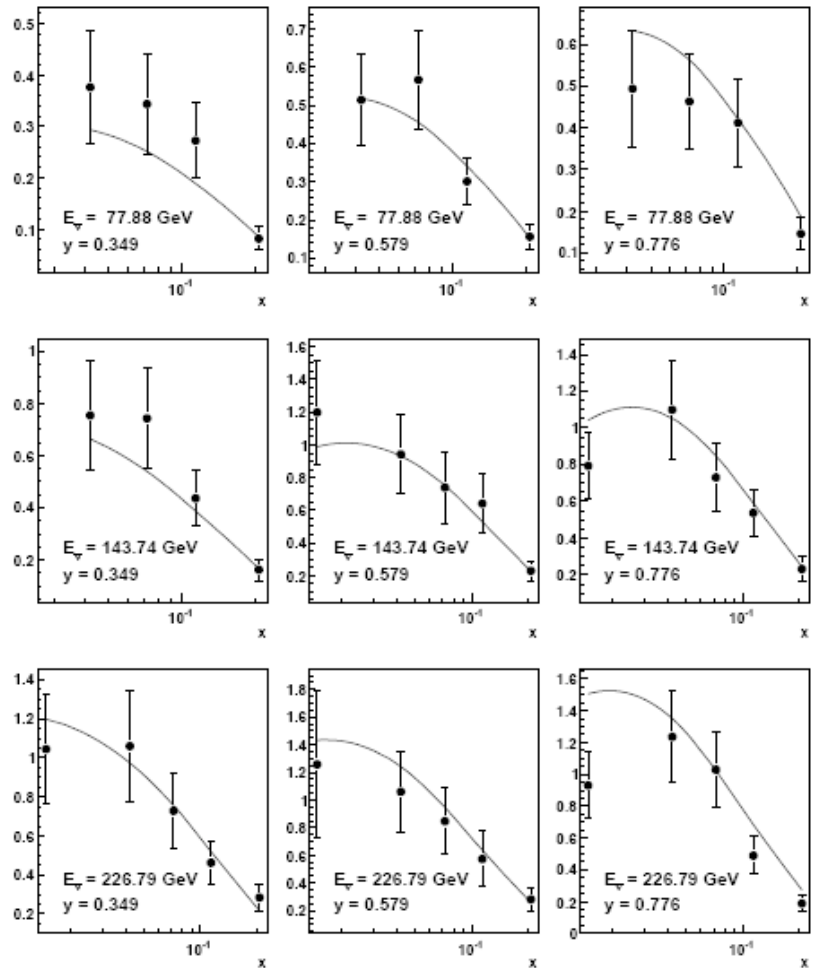 0.5
0.4
0.3
0.2
0.1
E_ν̄ = 77.88 GeV
y = 0.349
10⁻¹
x
0.7
0.6
0.5
0.4
0.3
0.2
0.1
E_ν̄ = 77.88 GeV
y = 0.579
10⁻¹
x
0.6
0.5
0.4
0.3
0.2
0.1
E_ν̄ = 77.88 GeV
y = 0.776
10⁻¹
x
1
0.8
0.6
0.4
0.2
E_ν̄ = 143.74 GeV
y = 0.349
10⁻¹
x
1.6
1.4
1.2
1
0.8
0.6
0.4
0.2
E_ν̄ = 143.74 GeV
y = 0.579
10⁻¹
x
1.4
1.2
1
0.8
0.6
0.4
0.2
E_ν̄ = 143.74 GeV
y = 0.776
10⁻¹
x
1.4
1.2
1
0.8
0.6
0.4
0.2
E_ν̄ = 226.79 GeV
y = 0.349
10⁻¹
x
1.8
1.6
1.4
1.2
1
0.8
0.6
0.4
0.2
E_ν̄ = 226.79 GeV
y = 0.579
10⁻¹
x
1.6
1.4
1.2
1
0.8
0.6
0.4
0.2
0
E_ν̄ = 226.79 GeV
y = 0.776
10⁻¹
x